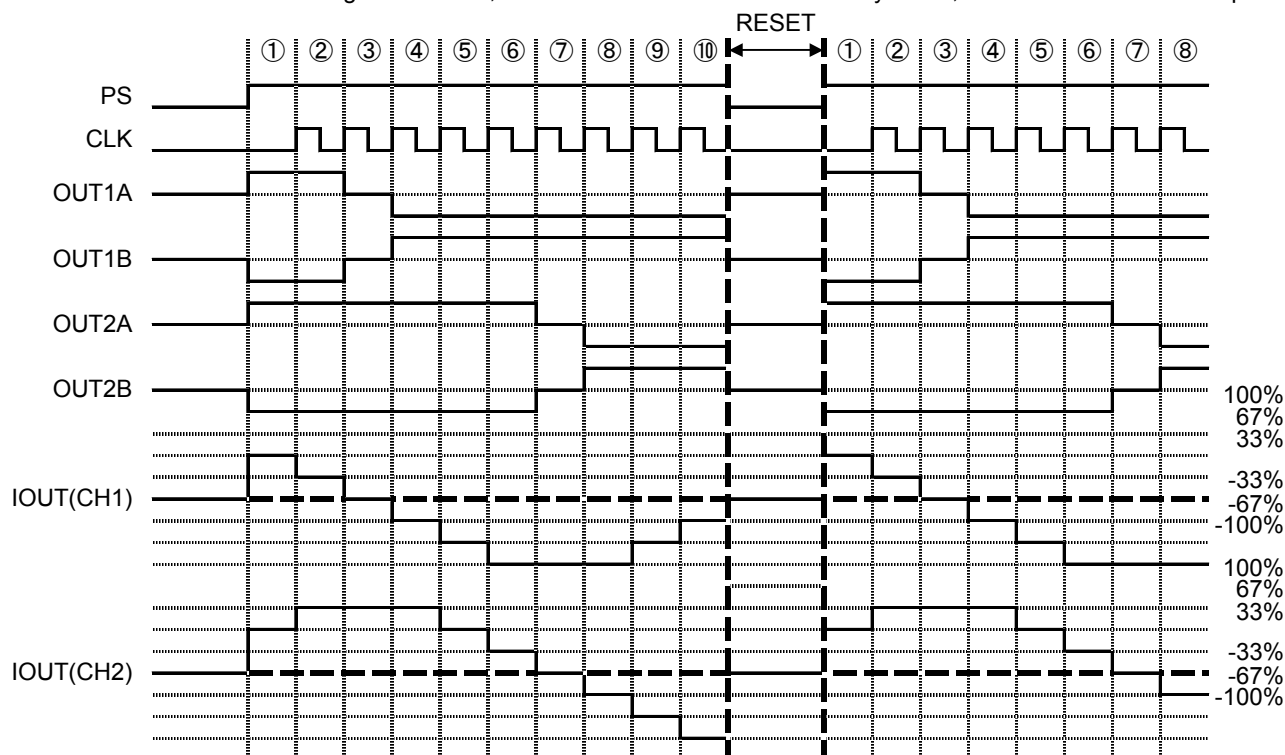 RESET
① ② ③ ④ ⑤ ⑥ ⑦ ⑧ ⑨ ⑩ ① ② ③ ④ ⑤ ⑥ ⑦ ⑧
PS
CLK
OUT1A
OUT1B
OUT2A
OUT2B
100%
67%
33%
-33%
IOUT(CH1)
-67%
-100%
100%
67%
33%
-33%
IOUT(CH2)
-67%
-100%